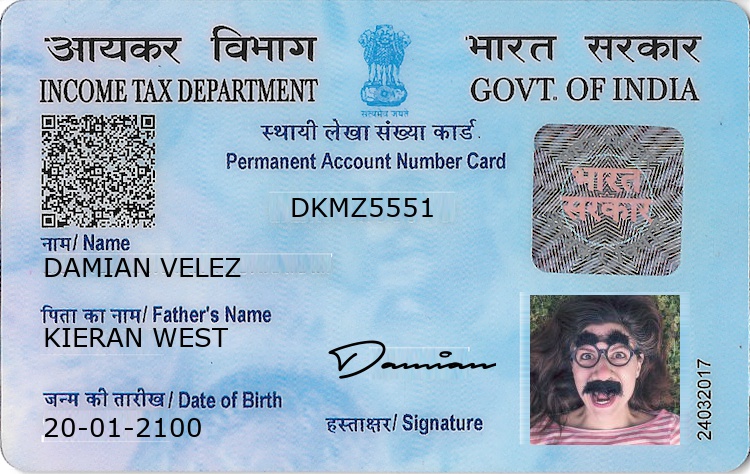 आयकर विभाग
INCOME TAX DEPARTMENT
सत्यमेव जयते
भारत सरकार
GOVT. OF INDIA
स्थायी लेखा संख्या कार्ड
Permanent Account Number Card
DKMZ5551
भारत
सरकार
नाम/ Name
DAMIAN VELEZ
पिता का नाम/ Father's Name
KIERAN WEST
जन्म की तारीख/ Date of Birth
20-01-2100
Damian
हस्ताक्षर/ Signature
24032017